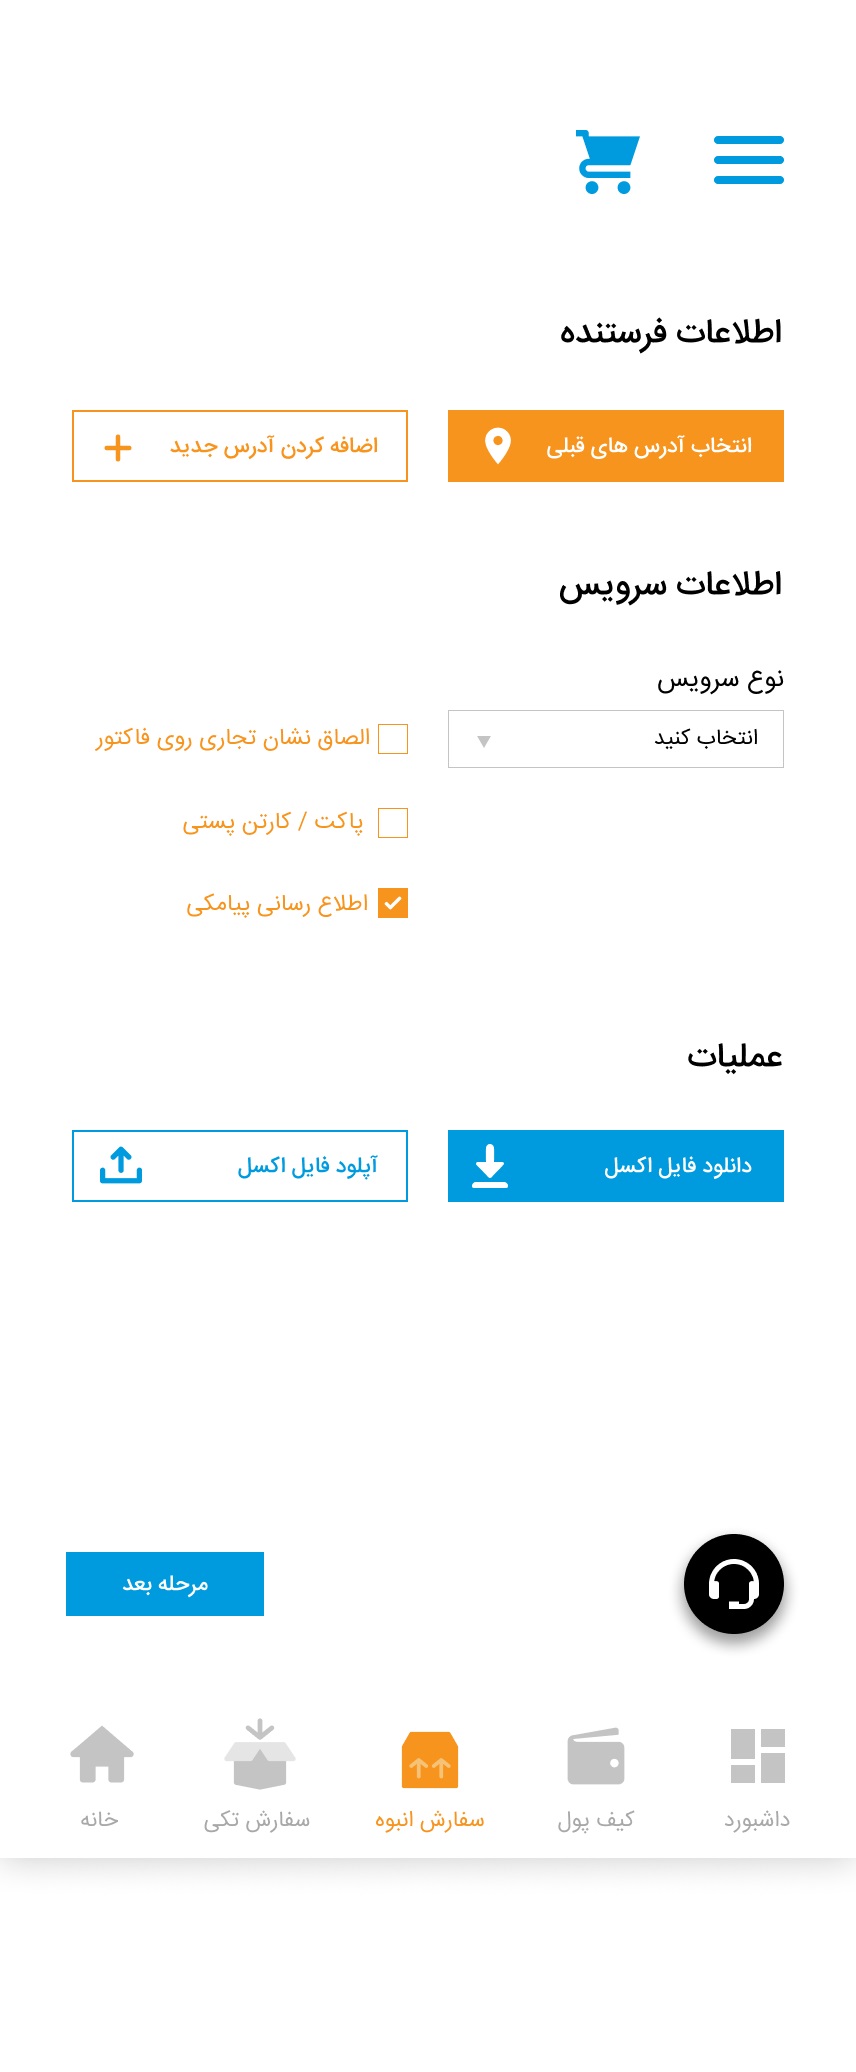 اطلاعات فرستنده
انتخاب آدرس های قبلی
اضافه کردن آدرس جدید
اطلاعات سرویس
نوع سرویس
انتخاب کنید
الصاق نشان تجاری روی فاکتور
پاکت / کارتن پستی
اطلاع رسانی پیامکی
عملیات
دانلود فایل اکسل
آپلود فایل اکسل
مرحله بعد
داشبورد
کیف پول
سفارش انبوه
سفارش تکی
خانه